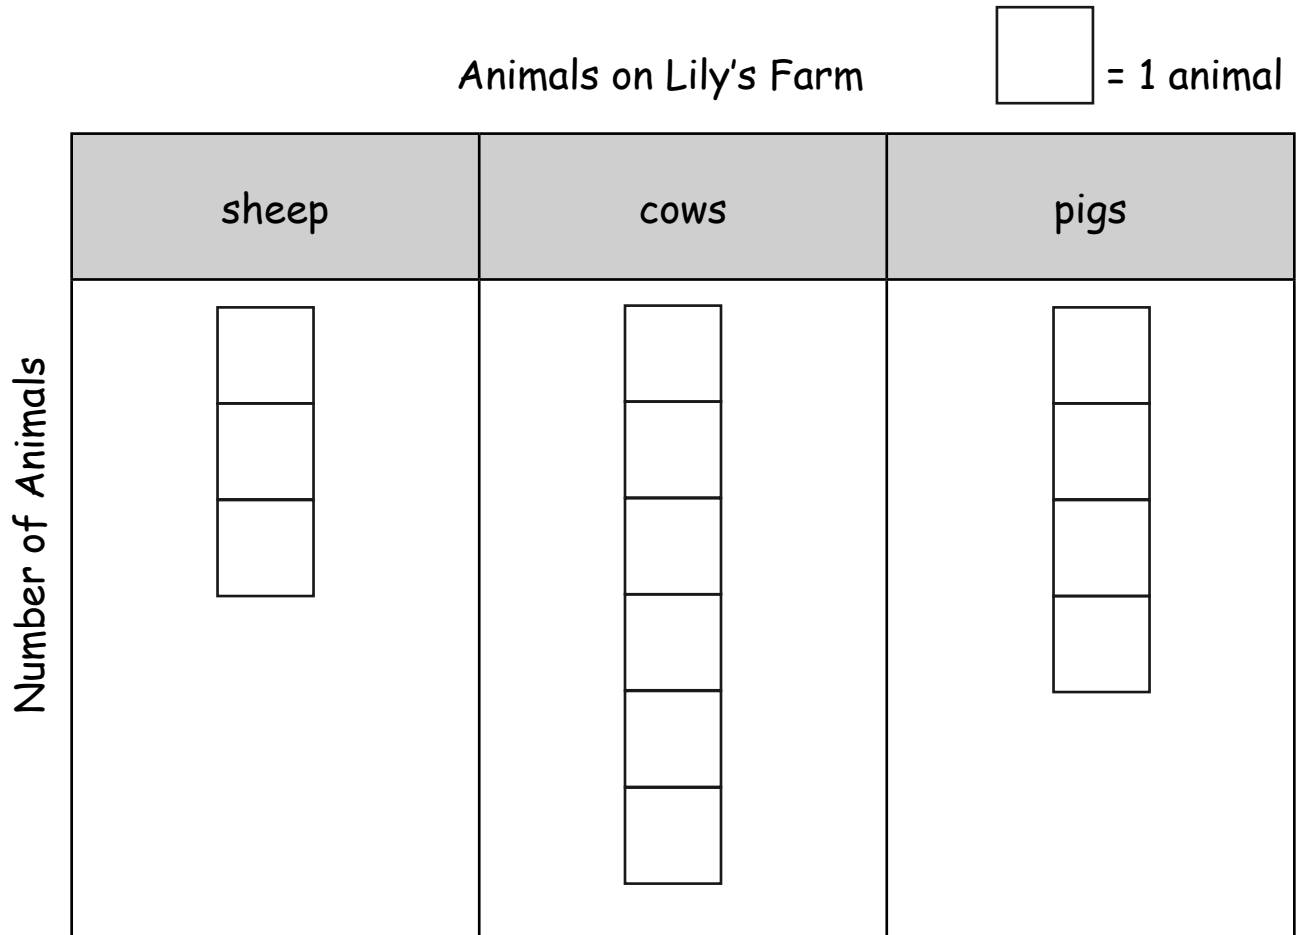 Animals on Lily's Farm
= 1 animal
sheep
cows
pigs
Number of Animals